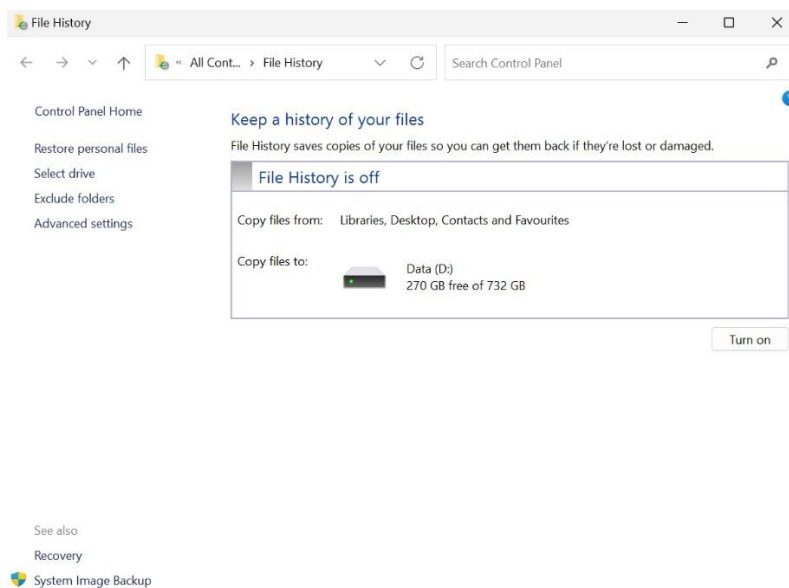 File History
« All Cont... › File History
Search Control Panel
Control Panel Home
Restore personal files
Select drive
Exclude folders
Advanced settings
Keep a history of your files
File History saves copies of your files so you can get them back if they're lost or damaged.
File History is off
Copy files from: Libraries, Desktop, Contacts and Favourites
Copy files to:
Data (D:)
270 GB free of 732 GB
Turn on
See also
Recovery
System Image Backup